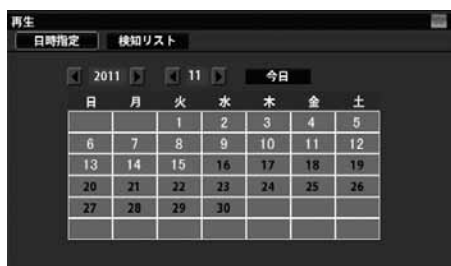 再生
日時指定 検知リスト
2011 11 今日
日 月 火 水 木 金 土
1 2 3 4 5
6 7 8 9 10 11 12
13 14 15 16 17 18 19
20 21 22 23 24 25 26
27 28 29 30